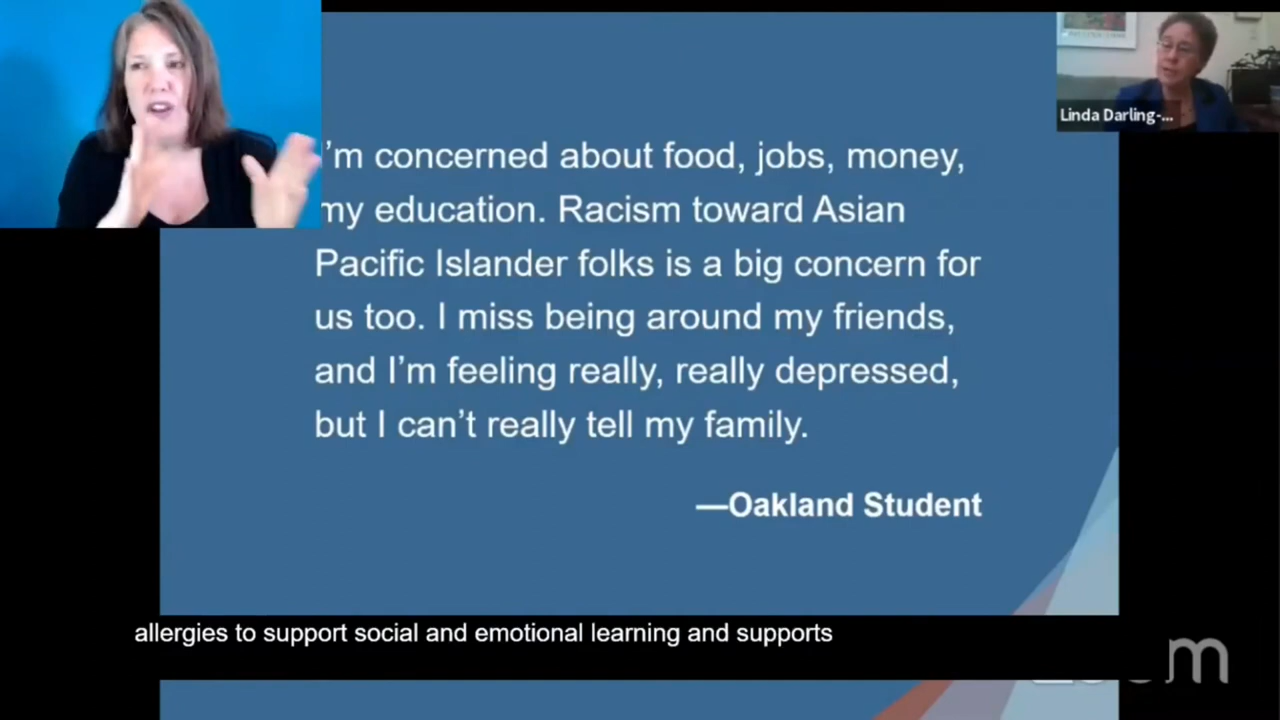 Linda Darling-...
'm concerned about food, jobs, money,
my education. Racism toward Asian
Pacific Islander folks is a big concern for
us too. I miss being around my friends,
and I'm feeling really, really depressed,
but I can't really tell my family.
—Oakland Student
allergies to support social and emotional learning and supports